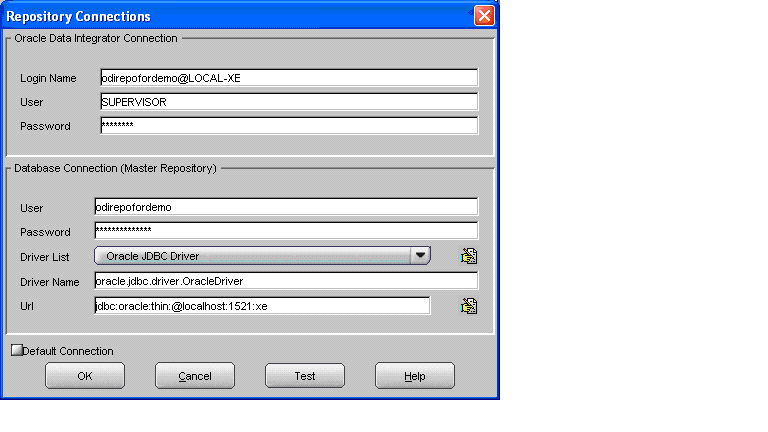 Repository Connections
Oracle Data Integrator Connection
Login Name odirepofordemo@LOCAL-XE
User SUPERVISOR
Password ********
Database Connection (Master Repository)
User odirepofordemo
Password **************
Driver List Oracle JDBC Driver
Driver Name oracle.jdbc.driver.OracleDriver
Url jdbc:oracle:thin:@localhost:1521:xe
Default Connection
OK Cancel Test Help